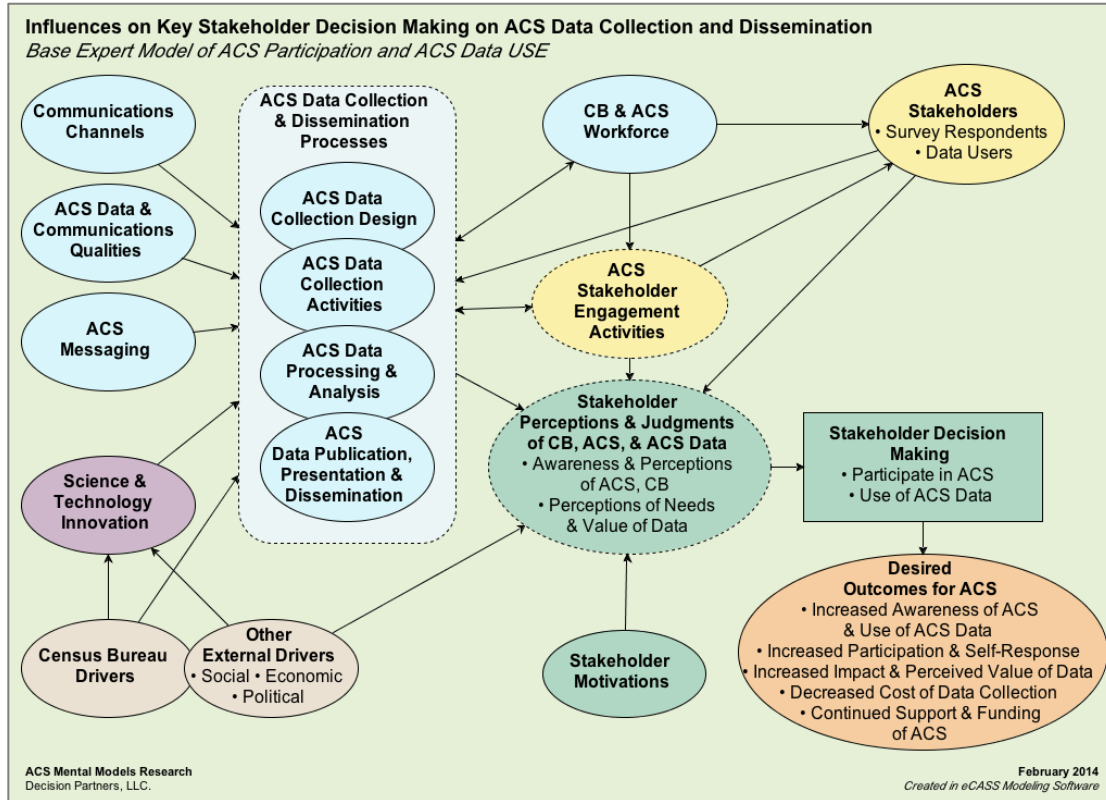 Influences on Key Stakeholder Decision Making on ACS Data Collection and Dissemination
Base Expert Model of ACS Participation and ACS Data USE
Communications
Channels
ACS Data &
Communications
Qualities
ACS
Messaging
Science &
Technology
Innovation
Census Bureau
Drivers
Other
External Drivers
• Social • Economic
• Political
ACS Data Collection
& Dissemination
Processes
ACS Data
Collection Design
ACS Data
Collection
Activities
ACS Data
Processing &
Analysis
ACS
Data Publication,
Presentation &
Dissemination
CB & ACS
Workforce
ACS
Stakeholders
• Survey Respondents
• Data Users
ACS
Stakeholder
Engagement
Activities
Stakeholder
Perceptions & Judgments
of CB, ACS, & ACS Data
• Awareness & Perceptions
of ACS, CB
• Perceptions of Needs
& Value of Data
Stakeholder
Motivations
Stakeholder Decision
Making
• Participate in ACS
• Use of ACS Data
Desired
Outcomes for ACS
• Increased Awareness of ACS
& Use of ACS Data
• Increased Participation & Self-Response
• Increased Impact & Perceived Value of Data
• Decreased Cost of Data Collection
• Continued Support & Funding
of ACS
ACS Mental Models Research
Decision Partners, LLC.
February 2014
Created in eCASS Modeling Software